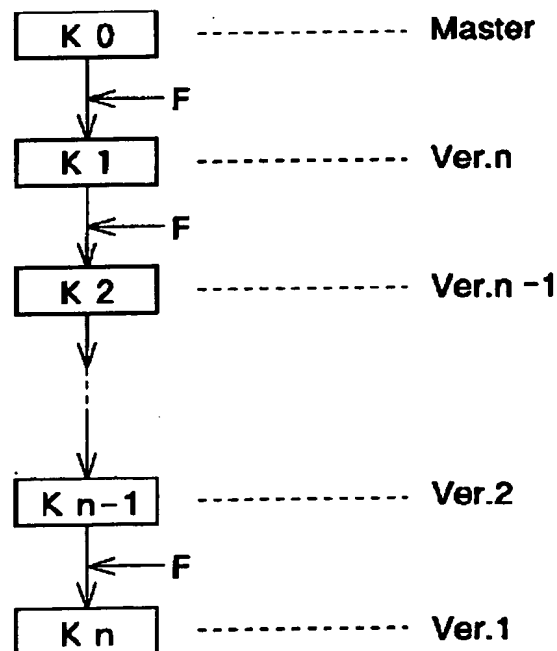 K 0 Master
F
K 1 Ver.n
F
K 2 Ver.n -1
K n-1 Ver.2
F
K n Ver.1